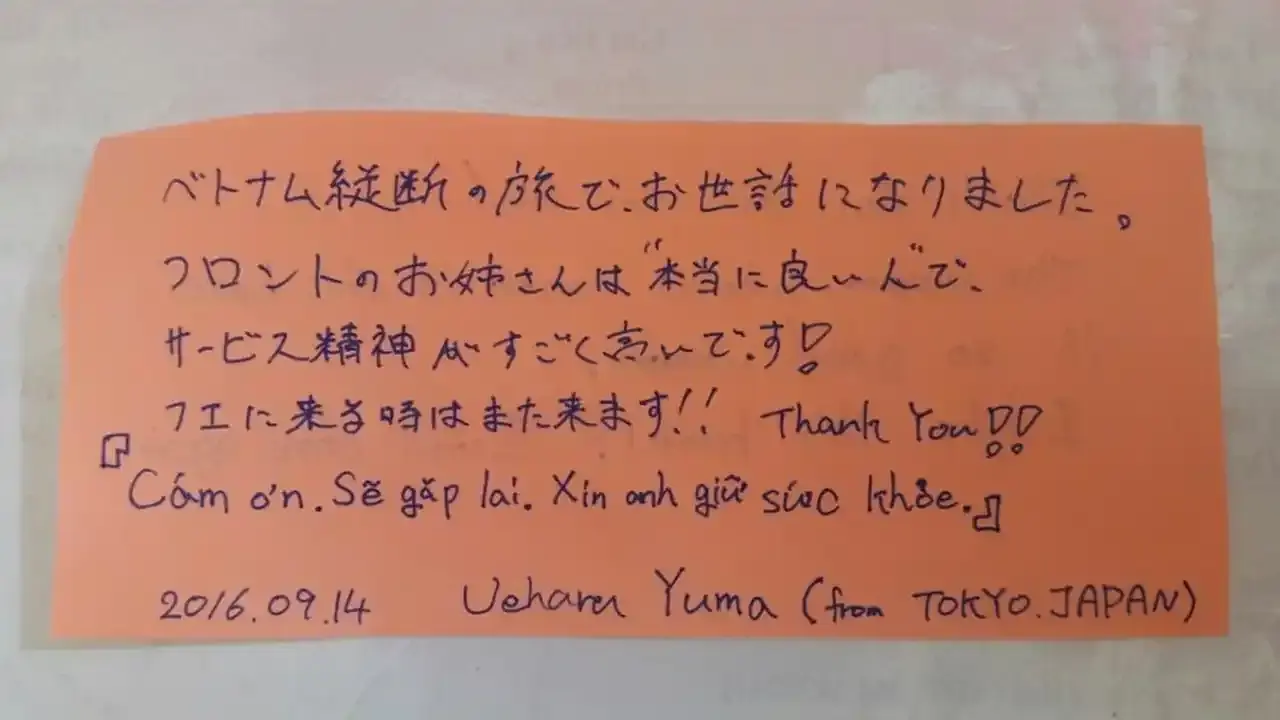 ベトナム縦断の旅で、お世話になりました。
フロントのお姉さんは"本当に良い人"で、
サービス精神がすごく高いです!
フエに来る時はまた来ます!! Thank You!!
『Cám ơn. Sẽ gặp lai. Xin anh giữ sức khỏe.』
2016.09.14 Uehara Yuma (from TOKYO.JAPAN)